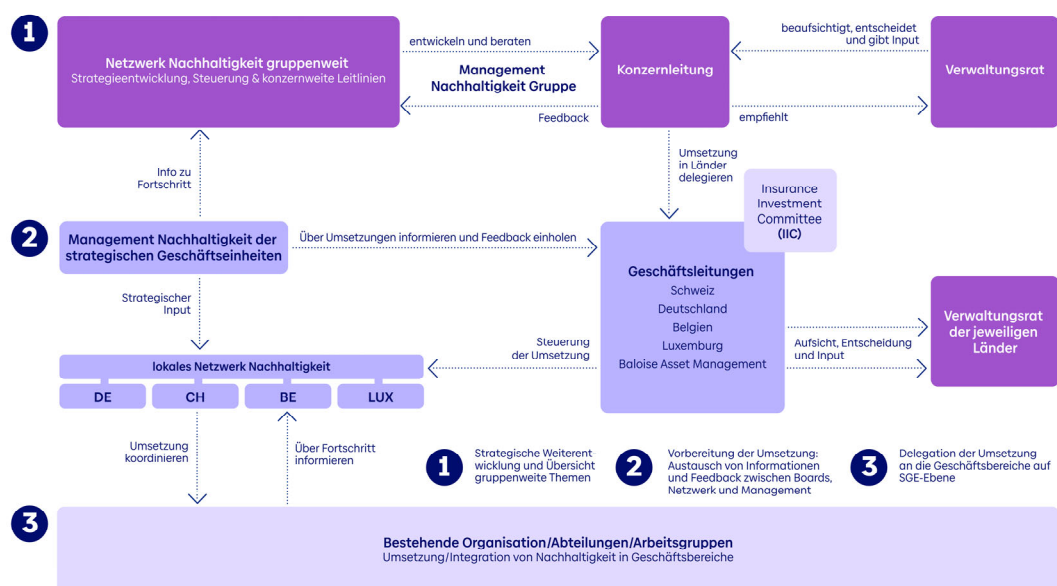 1
Netzwerk Nachhaltigkeit gruppenweit
Strategieentwicklung, Steuerung & konzernweite Leitlinien
entwickeln und beraten
Management
Nachhaltigkeit Gruppe
Feedback
Konzernleitung
beaufsichtigt, entscheidet
und gibt Input
empfiehlt
Verwaltungsrat
Info zu
Fortschritt
Umsetzung
in Länder
delegieren
Insurance
Investment
Committee
(IIC)
2
Management Nachhaltigkeit der
strategischen Geschäftseinheiten
Über Umsetzungen informieren und Feedback einholen
Geschäftsleitungen
Schweiz
Deutschland
Belgien
Luxemburg
Baloise Asset Management
Strategischer
Input
Steuerung
der Umsetzung
Aufsicht, Entscheidung
und Input
Verwaltungsrat
der jeweiligen
Länder
lokales Netzwerk Nachhaltigkeit
DE CH BE LUX
Umsetzung
koordinieren
Über Fortschritt
informieren
1
Strategische Weiterent
wicklung und Übersicht
gruppenweite Themen
2
Vorbereitung der Umsetzung:
Austausch von Informationen
und Feedback zwischen Boards,
Netzwerk und Management
3
Delegation der Umsetzung
an die Geschäftsbereiche auf
SGE-Ebene
3
Bestehende Organisation/Abteilungen/Arbeitsgruppen
Umsetzung/Integration von Nachhaltigkeit in Geschäftsbereiche